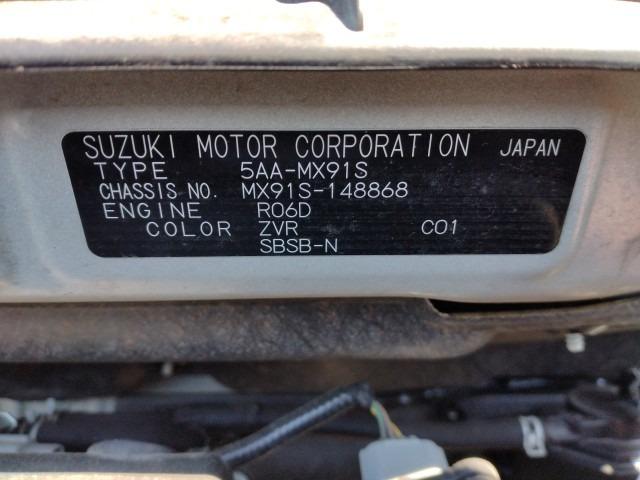 SUZUKI MOTOR CORPORATION JAPAN
TYPE 5AA-MX91S
CHASSIS NO. MX91S-148868
ENGINE R06D
COLOR ZVR C01
SBSB-N